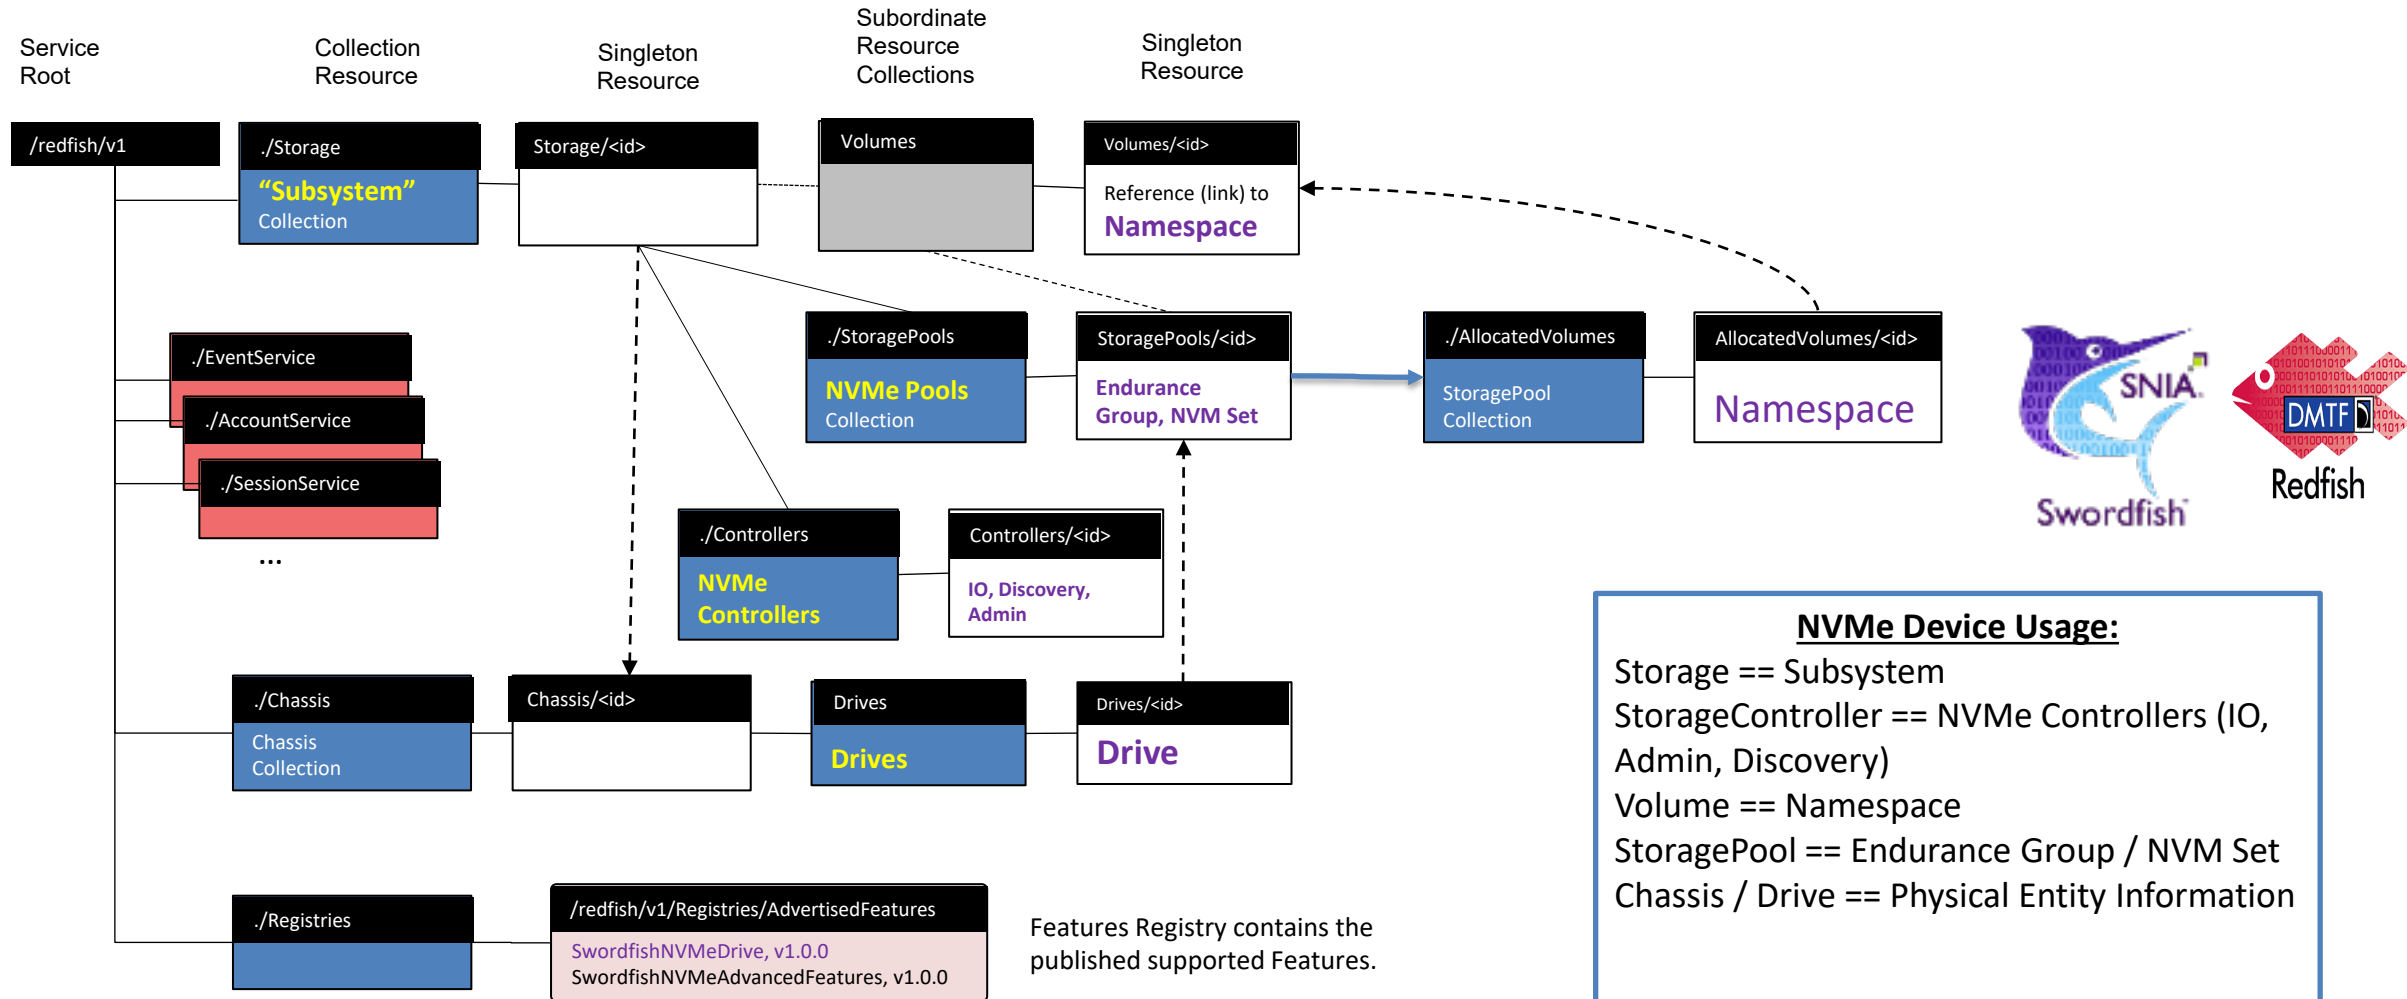 Service
Root
Collection
Resource
Singleton
Resource
Subordinate
Resource
Collections
Singleton
Resource
/redfish/v1
./Storage
“Subsystem”
Collection
Storage/<id>
Volumes
Volumes/<id>
Reference (link) to
Namespace
./EventService
./AccountService
./SessionService
...
./StoragePools
NVMe Pools
Collection
StoragePools/<id>
Endurance
Group, NVM Set
./AllocatedVolumes
StoragePool
Collection
AllocatedVolumes/<id>
Namespace
SNIA.
Swordfish
DMTF
Redfish
./Controllers
NVMe
Controllers
Controllers/<id>
IO, Discovery,
Admin
./Chassis
Chassis
Collection
Chassis/<id>
Drives
Drives
Drives/<id>
Drive
./Registries
/redfish/v1/Registries/AdvertisedFeatures
SwordfishNVMeDrive, v1.0.0
SwordfishNVMeAdvancedFeatures, v1.0.0
Features Registry contains the
published supported Features.
NVMe Device Usage:
Storage == Subsystem
StorageController == NVMe Controllers (IO,
Admin, Discovery)
Volume == Namespace
StoragePool == Endurance Group / NVM Set
Chassis / Drive == Physical Entity Information